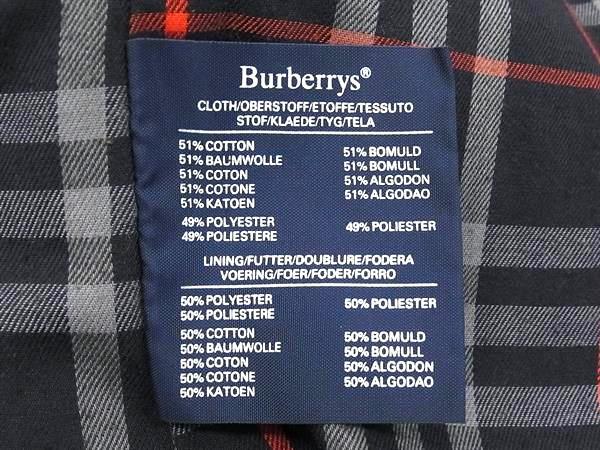 Burberrys®
CLOTH/OBERSTOFF/ETOFFE/TESSUTO
STOF/KLAEDE/TYG/TELA
51% COTTON
51% BAUMWOLLE
51% COTON
51% COTONE
51% KATOEN
51% BOMULD
51% BOMULL
51% ALGODON
51% ALGODAO
49% POLYESTER
49% POLIESTERE
49% POLIESTER
LINING/FUTTER/DOUBLURE/FODERA
VOERING/FOER/FODER/FORRO
50% POLYESTER
50% POLIESTERE
50% POLIESTER
50% COTTON
50% BAUMWOLLE
50% COTON
50% COTONE
50% KATOEN
50% BOMULD
50% BOMULL
50% ALGODON
50% ALGODAO